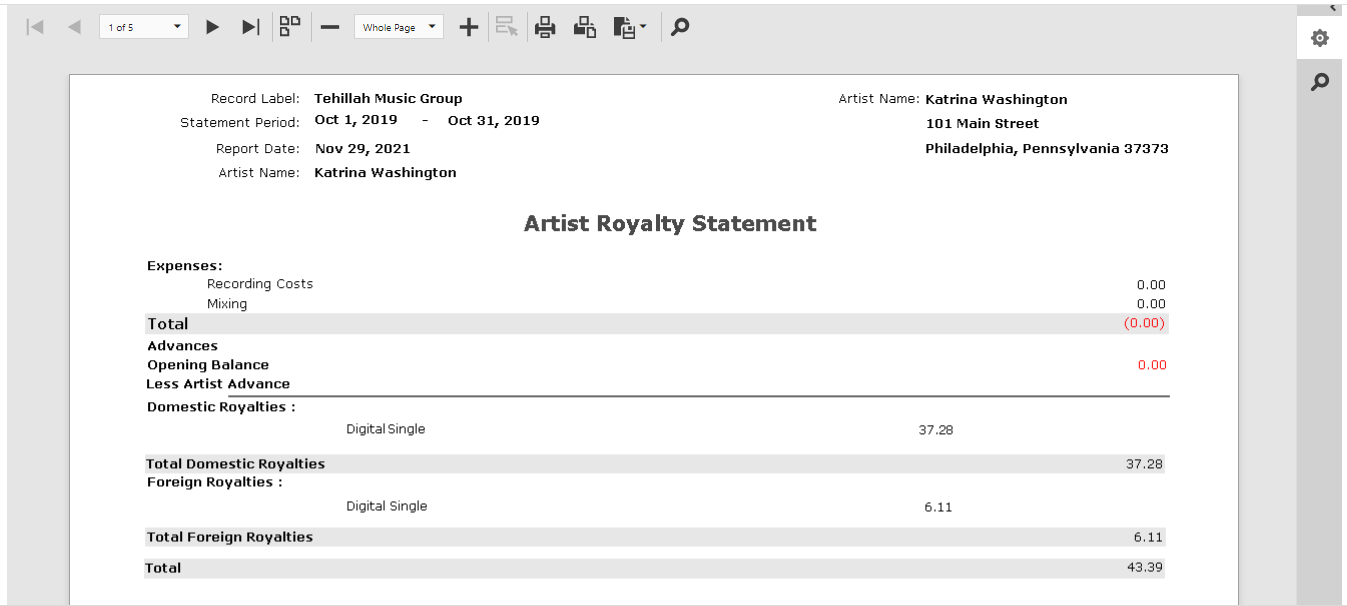 1 of 5
Whole Page
Record Label: Tehillah Music Group
Statement Period: Oct 1, 2019 - Oct 31, 2019
Report Date: Nov 29, 2021
Artist Name: Katrina Washington
Artist Name: Katrina Washington
101 Main Street
Philadelphia, Pennsylvania 37373
Artist Royalty Statement
Expenses:
Recording Costs 0.00
Mixing 0.00
Total (0.00)
Advances
Opening Balance 0.00
Less Artist Advance
Domestic Royalties :
Digital Single 37.28
Total Domestic Royalties 37.28
Foreign Royalties :
Digital Single 6.11
Total Foreign Royalties 6.11
Total 43.39